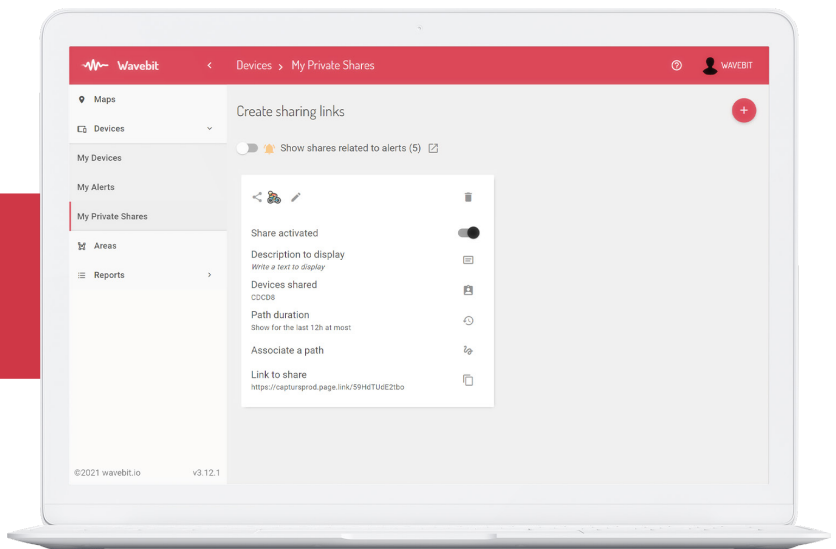 Wavebit
Devices > My Private Shares
WAVEBIT
Maps
Devices
My Devices
My Alerts
My Private Shares
Areas
Reports
©2021 wavebit.io
v3.12.1
Create sharing links
Show shares related to alerts (5)
Share activated
Description to display
Write a text to display
Devices shared
CDCD8
Path duration
Show for the last 12h at most
Associate a path
Link to share
https://captursprod.page.link/59HdTUdE2tbo